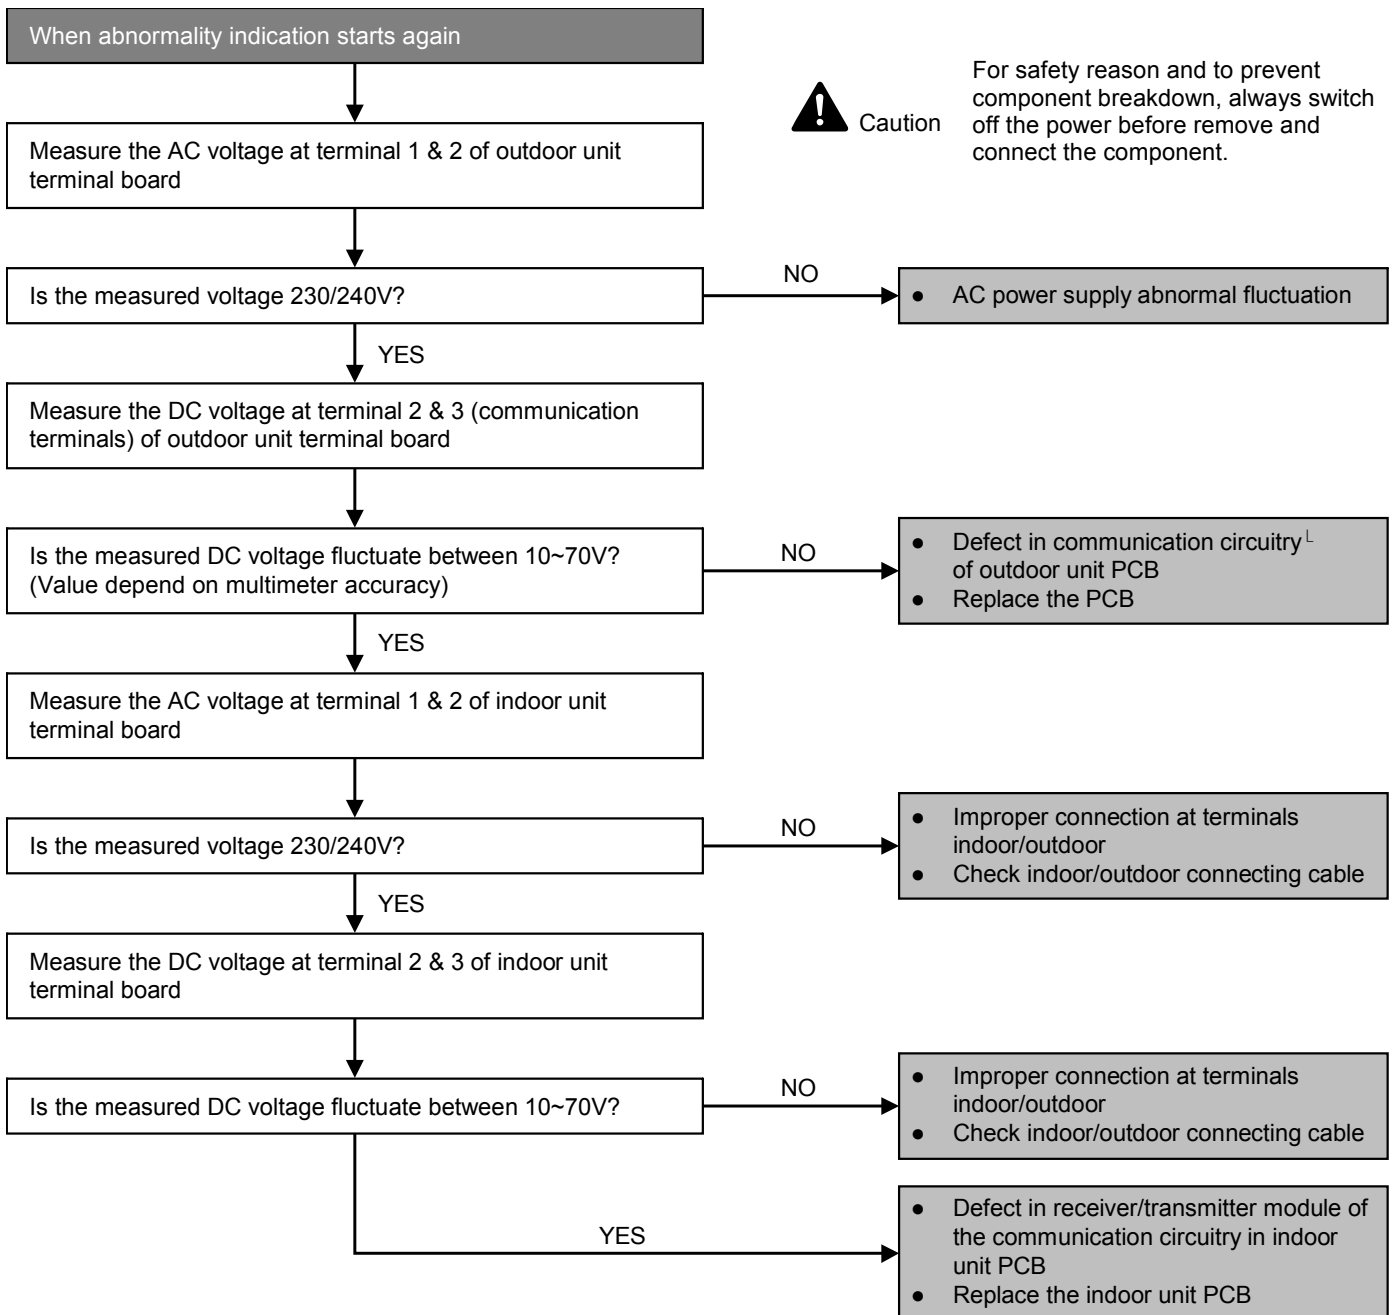 When abnormality indication starts again
Caution
For safety reason and to prevent
component breakdown, always switch
off the power before remove and
connect the component.
Measure the AC voltage at terminal 1 & 2 of outdoor unit
terminal board
Is the measured voltage 230/240V?
NO
● AC power supply abnormal fluctuation
YES
Measure the DC voltage at terminal 2 & 3 (communication
terminals) of outdoor unit terminal board
Is the measured DC voltage fluctuate between 10~70V?
(Value depend on multimeter accuracy)
NO
● Defect in communication circuitry└
of outdoor unit PCB
● Replace the PCB
YES
Measure the AC voltage at terminal 1 & 2 of indoor unit
terminal board
Is the measured voltage 230/240V?
NO
● Improper connection at terminals
indoor/outdoor
● Check indoor/outdoor connecting cable
YES
Measure the DC voltage at terminal 2 & 3 of indoor unit
terminal board
Is the measured DC voltage fluctuate between 10~70V?
NO
● Improper connection at terminals
indoor/outdoor
● Check indoor/outdoor connecting cable
YES
● Defect in receiver/transmitter module of
the communication circuitry in indoor
unit PCB
● Replace the indoor unit PCB